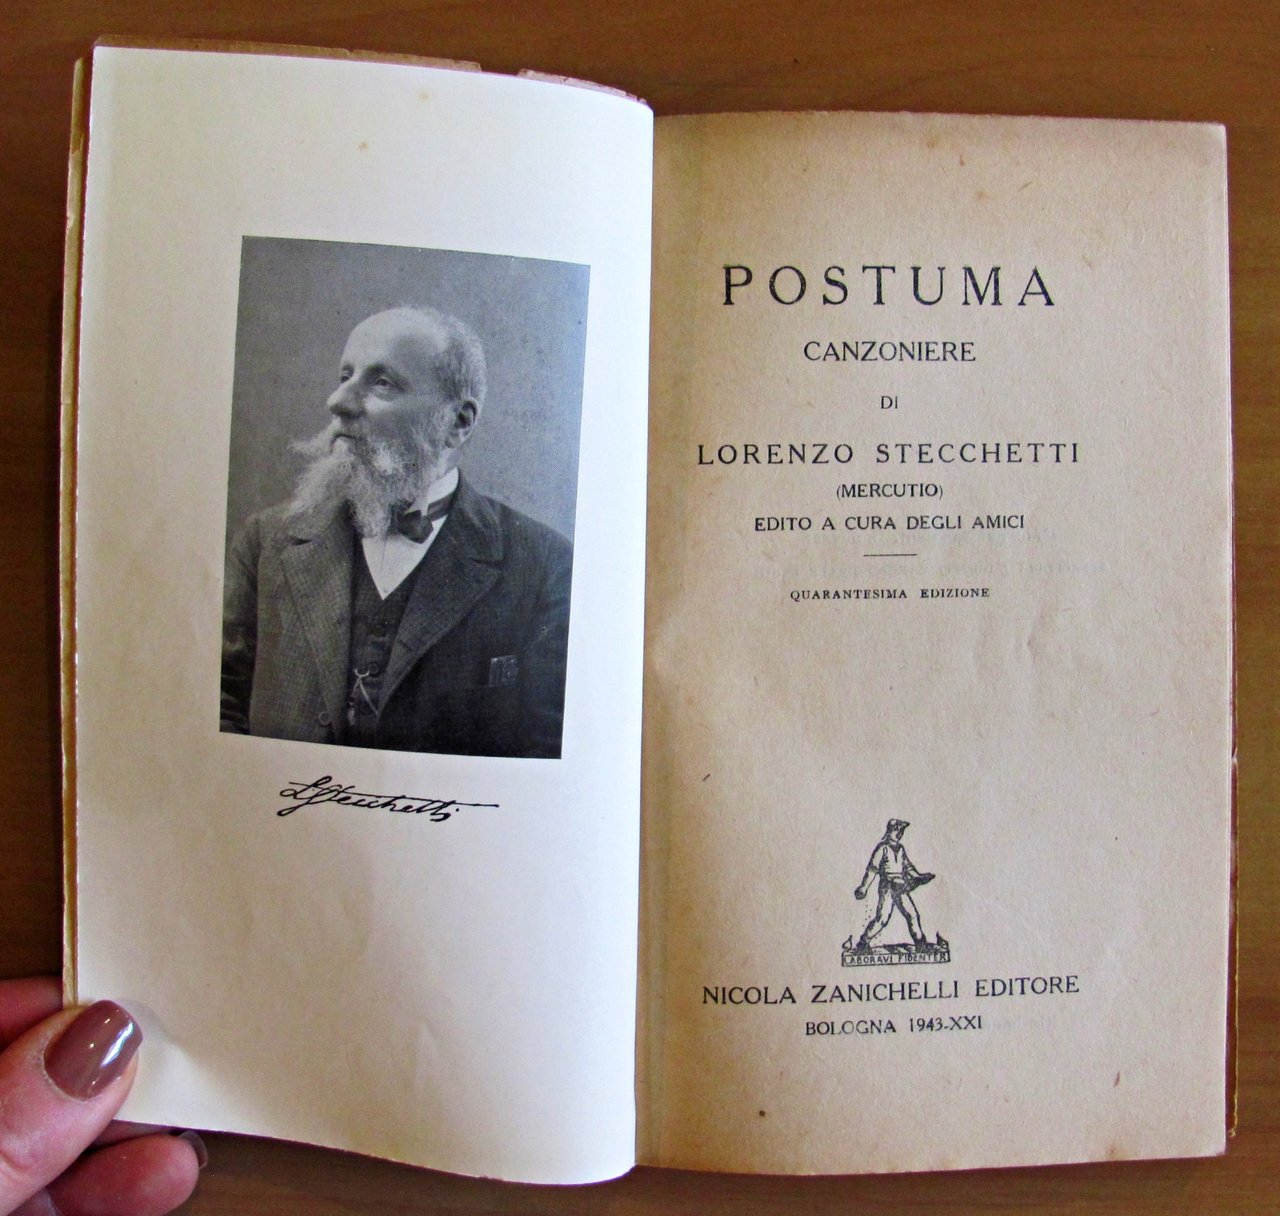 L. Stecchetti
POSTUMA
CANZONIERE
DI
LORENZO STECCHETTI
(MERCUTIO)
EDITO A CURA DEGLI AMICI
QUARANTESIMA EDIZIONE
LABORAVI FIDENTER
NICOLA ZANICHELLI EDITORE
BOLOGNA 1943-XXI